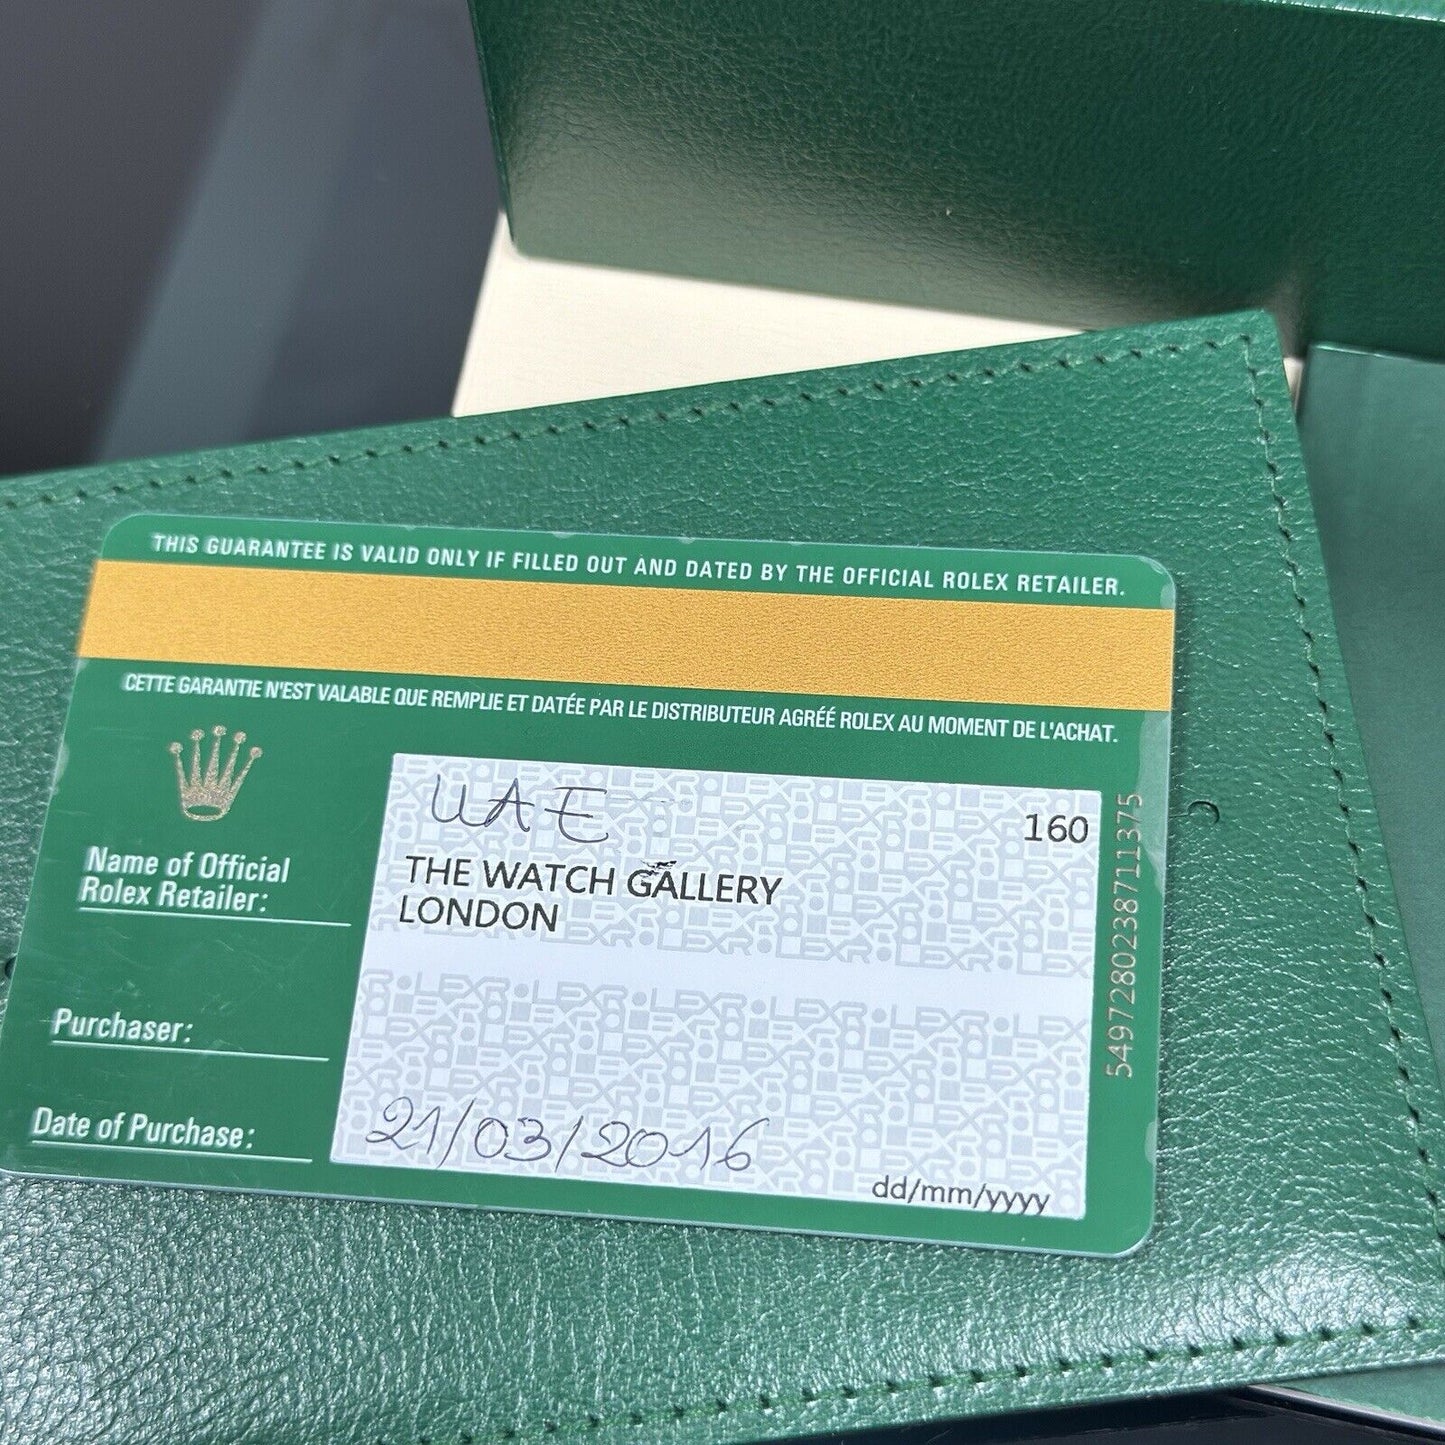 THIS GUARANTEE IS VALID ONLY IF FILLED OUT AND DATED BY THE OFFICIAL ROLEX RETAILER.
CETTE GARANTIE N'EST VALABLE QUE REMPLIE ET DATÉE PAR LE DISTRIBUTEUR AGRÉÉ ROLEX AU MOMENT DE L'ACHAT.
UAE
160
Name of Official
Rolex Retailer:
THE WATCH GALLERY
LONDON
Purchaser:
Date of Purchase:
21/03/2016
dd/mm/yyyy
5497280238711375